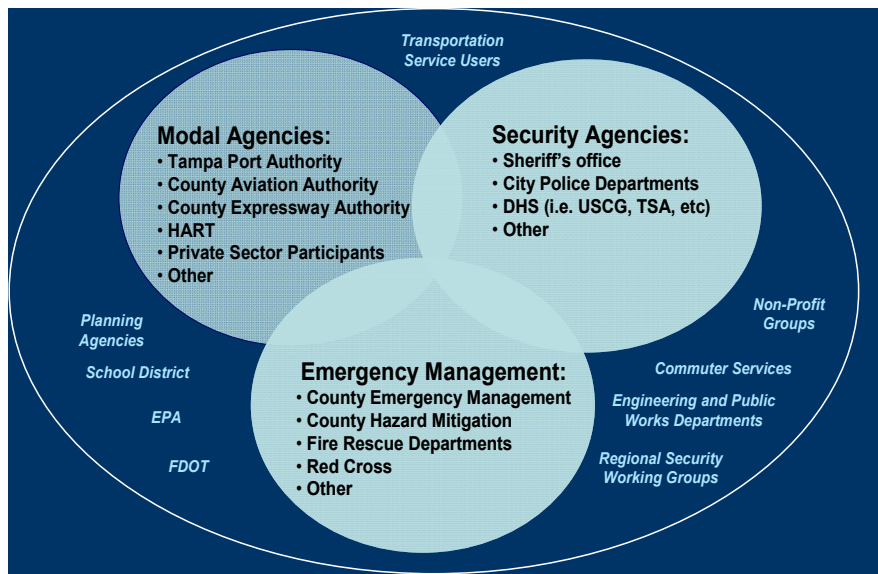 Transportation
Service Users
Modal Agencies:
• Tampa Port Authority
• County Aviation Authority
• County Expressway Authority
• HART
• Private Sector Participants
• Other
Security Agencies:
• Sheriff's office
• City Police Departments
• DHS (i.e. USCG, TSA, etc)
• Other
Planning
Agencies
School District
EPA
FDOT
Emergency Management:
• County Emergency Management
• County Hazard Mitigation
• Fire Rescue Departments
• Red Cross
• Other
Non-Profit
Groups
Commuter Services
Engineering and Public
Works Departments
Regional Security
Working Groups